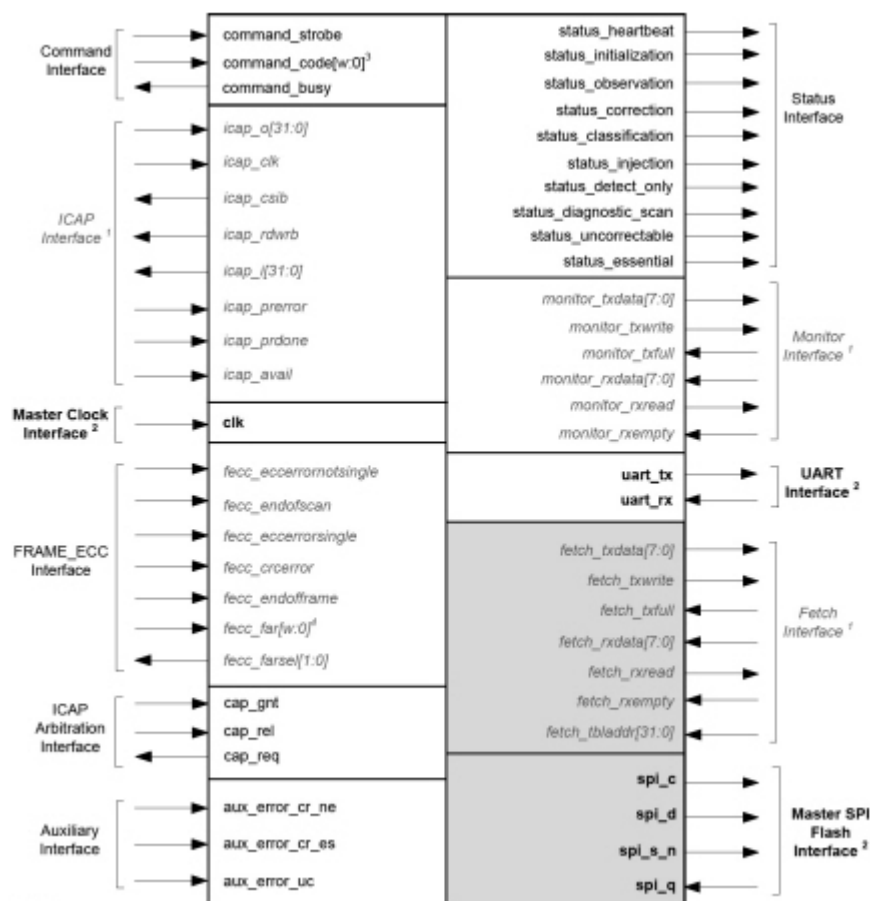 Command
Interface
command_strobe
command_code[w:0]³
command_busy
ICAP
Interface ¹
icap_o[31:0]
icap_clk
icap_csib
icap_rdwrb
icap_i[31:0]
icap_prerror
icap_prdone
icap_avail
Master Clock
Interface ²
clk
FRAME_ECC
Interface
fecc_eccerrornotsingle
fecc_endofscan
fecc_eccerrorsingle
fecc_crcerror
fecc_endofframe
fecc_far[w:0]⁴
fecc_farsel[1:0]
ICAP
Arbitration
Interface
cap_gnt
cap_rel
cap_req
Auxiliary
Interface
aux_error_cr_ne
aux_error_cr_es
aux_error_uc
status_heartbeat
status_initialization
status_observation
status_correction
status_classification
status_injection
status_detect_only
status_diagnostic_scan
status_uncorrectable
status_essential
Status
Interface
monitor_txdata[7:0]
monitor_txwrite
monitor_txfull
monitor_rxdata[7:0]
monitor_rxread
monitor_rxempty
Monitor
Interface ¹
uart_tx
uart_rx
UART
Interface ²
fetch_txdata[7:0]
fetch_txwrite
fetch_txfull
fetch_rxdata[7:0]
fetch_rxread
fetch_rxempty
fetch_tbladdr[31:0]
Fetch
Interface ¹
spi_c
spi_d
spi_s_n
spi_q
Master SPI
Flash
Interface ²